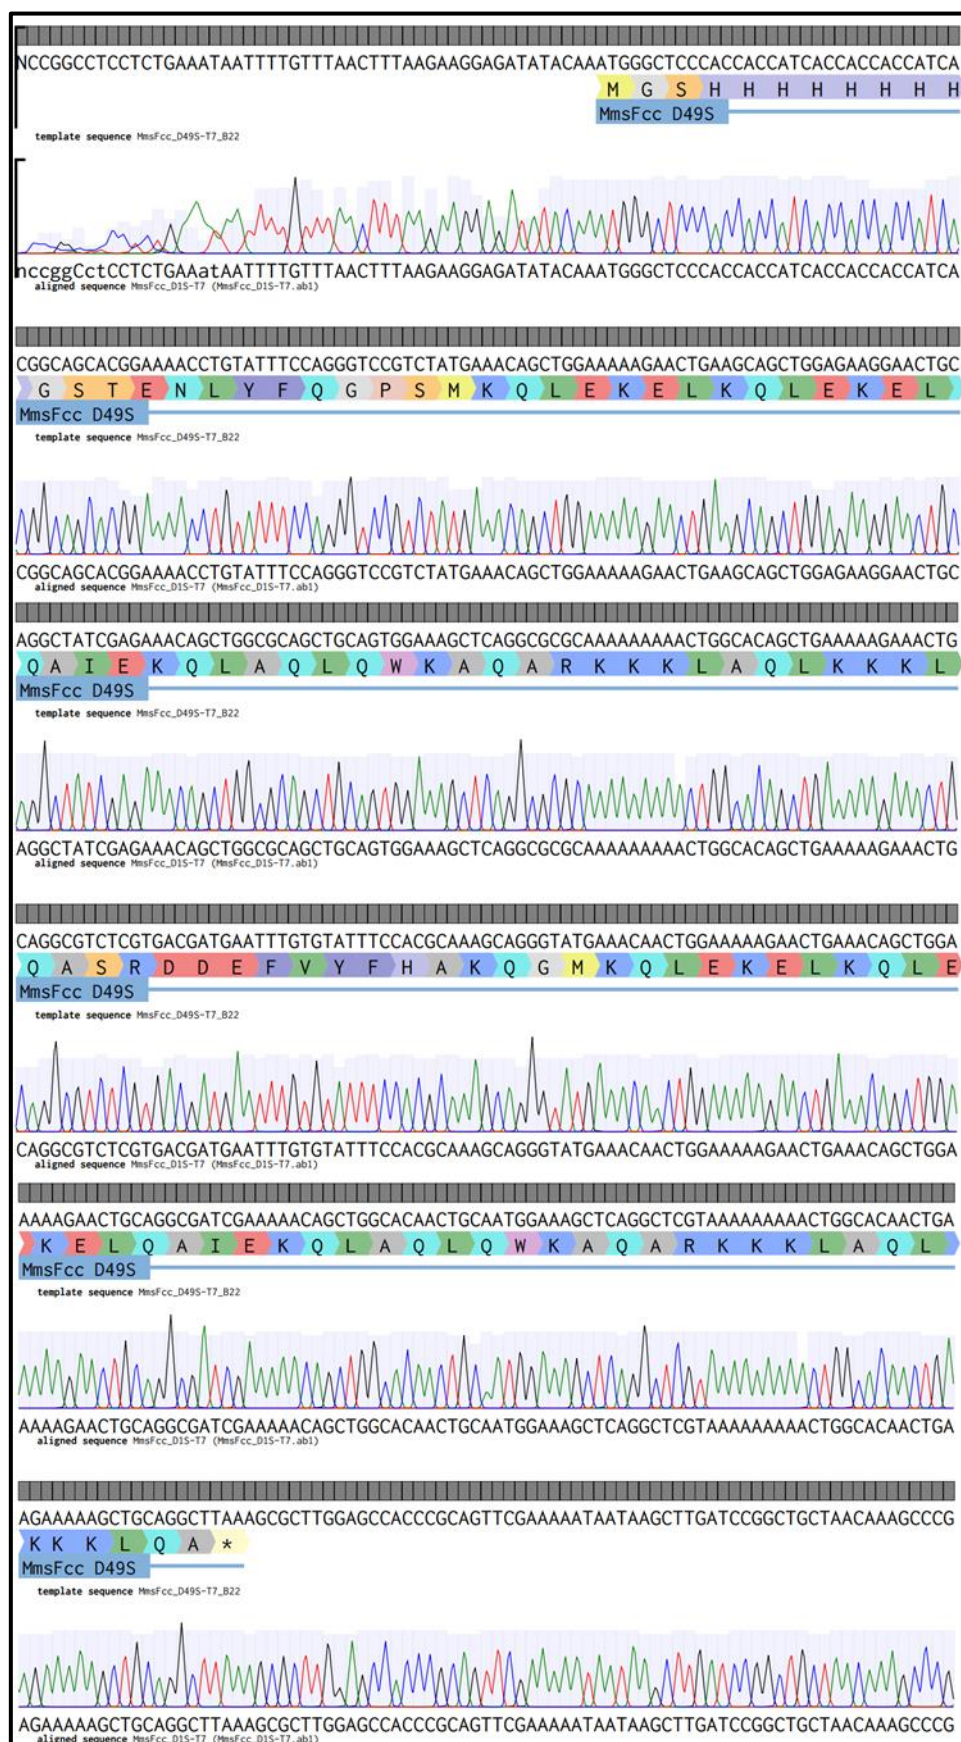 NCCGGCCTCCTCTGAAATAATTTTGTTTAACTTTAAGAAGGAGATATACAAATGGGCTCCCACCACCATCACCACCACCATCA
M G S H H H H H H H
MmsFcc D49S
template sequence MmsFcc_D49S-T7_B22
nccggCctCCTCTGAAatAATTTTGTTTAACTTTAAGAAGGAGATATACAAATGGGCTCCCACCACCATCACCACCACCATCA
aligned sequence MmsFcc_D1S-T7 (MmsFcc_D1S-T7.ab1)
CGGCAGCACGGAAAACCTGTATTTCCAGGGTCCGTCTATGAAACAGCTGGAAAAAGAACTGAAGCAGCTGGAGAAGGAACTGC
G S T E N L Y F Q G P S M K Q L E K E L K Q L E K E L
MmsFcc D49S
template sequence MmsFcc_D49S-T7_B22
CGGCAGCACGGAAAACCTGTATTTCCAGGGTCCGTCTATGAAACAGCTGGAAAAAGAACTGAAGCAGCTGGAGAAGGAACTGC
aligned sequence MmsFcc_D1S-T7 (MmsFcc_D1S-T7.ab1)
AGGCTATCGAGAAACAGCTGGCGCAGCTGCAGTGGAAAGCTCAGGCGCGCAAAAAAAAACTGGCACAGCTGAAAAAGAAACTG
Q A I E K Q L A Q L Q W K A Q A R K K K L A Q L K K K L
MmsFcc D49S
template sequence MmsFcc_D49S-T7_B22
AGGCTATCGAGAAACAGCTGGCGCAGCTGCAGTGGAAAGCTCAGGCGCGCAAAAAAAAACTGGCACAGCTGAAAAAGAAACTG
aligned sequence MmsFcc_D1S-T7 (MmsFcc_D1S-T7.ab1)
CAGGCGTCTCGTGACGATGAATTTGTGTATTTCCACGCAAAGCAGGGTATGAAACAACTGGAAAAAGAACTGAAACAGCTGGA
Q A S R D D E F V Y F H A K Q G M K Q L E K E L K Q L E
MmsFcc D49S
template sequence MmsFcc_D49S-T7_B22
CAGGCGTCTCGTGACGATGAATTTGTGTATTTCCACGCAAAGCAGGGTATGAAACAACTGGAAAAAGAACTGAAACAGCTGGA
aligned sequence MmsFcc_D1S-T7 (MmsFcc_D1S-T7.ab1)
AAAAGAACTGCAGGCGATCGAAAAACAGCTGGCACAACTGCAATGGAAAGCTCAGGCTCGTAAAAAAAAACTGGCACAACTGA
K E L Q A I E K Q L A Q L Q W K A Q A R K K K L A Q L
MmsFcc D49S
template sequence MmsFcc_D49S-T7_B22
AAAAGAACTGCAGGCGATCGAAAAACAGCTGGCACAACTGCAATGGAAAGCTCAGGCTCGTAAAAAAAAACTGGCACAACTGA
aligned sequence MmsFcc_D1S-T7 (MmsFcc_D1S-T7.ab1)
AGAAAAAGCTGCAGGCTTAAAGCGCTTGGAGCCACCCGCAGTTCGAAAAATAATAAGCTTGATCCGGCTGCTAACAAAGCCCG
K K K L Q A *
MmsFcc D49S
template sequence MmsFcc_D49S-T7_B22
AGAAAAAGCTGCAGGCTTAAAGCGCTTGGAGCCACCCGCAGTTCGAAAAATAATAAGCTTGATCCGGCTGCTAACAAAGCCCG
aligned sequence MmsFcc_D1S-T7 (MmsFcc_D1S-T7.ab1)